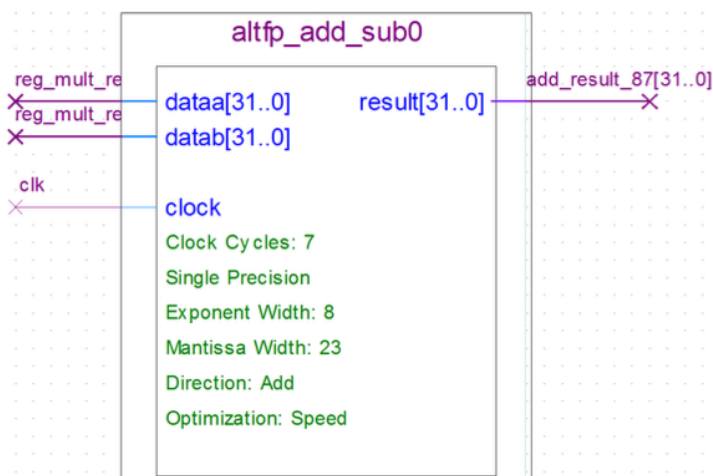 altfp_add_sub0
reg_mult_re
dataa[31..0]
result[31..0]
add_result_87[31..0]
reg_mult_re
datab[31..0]
clk
clock
Clock Cycles: 7
Single Precision
Exponent Width: 8
Mantissa Width: 23
Direction: Add
Optimization: Speed